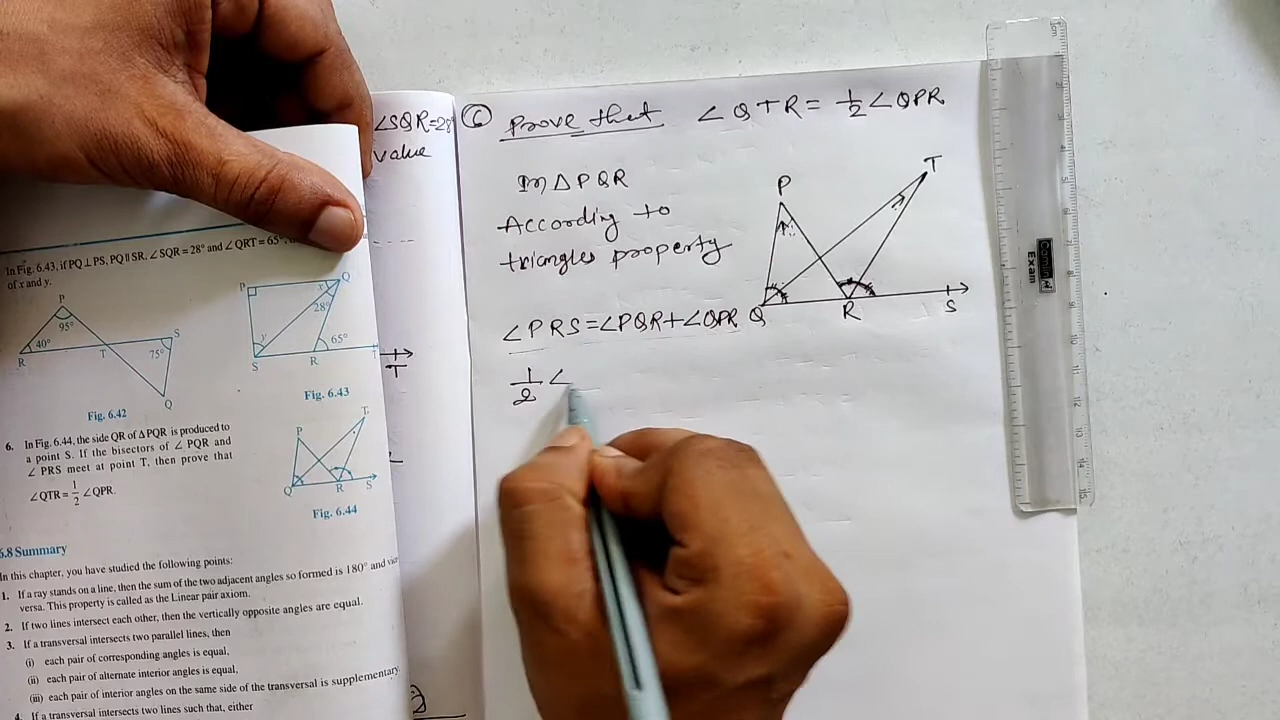 ∠SQR=28°
value
In Fig. 6.43, if PQ ⊥ PS, PQ ∥ SR, ∠SQR = 28° and ∠QRT = 65°,
of x and y.
P
95°
40°
R
T
S
75°
Q
Fig. 6.42
P
Q
x
28°
y
65°
S
R
T
Fig. 6.43
6. In Fig. 6.44, the side QR of ΔPQR is produced to
a point S. If the bisectors of ∠PQR and
∠PRS meet at point T, then prove that
∠QTR = 1/2 ∠QPR.
P
T
Q
R
S
Fig. 6.44
6.8 Summary
In this chapter, you have studied the following points:
1. If a ray stands on a line, then the sum of the two adjacent angles so formed is 180° and vice
versa. This property is called as the Linear pair axiom.
2. If two lines intersect each other, then the vertically opposite angles are equal.
3. If a transversal intersects two parallel lines, then
(i) each pair of corresponding angles is equal,
(ii) each pair of alternate interior angles is equal,
(iii) each pair of interior angles on the same side of the transversal is supplementary.
4. If a transversal intersects two lines such that, either
T
6 Prove that ∠QTR = 1/2 ∠QPR
In ΔPQR
According to
triangles property
∠PRS=∠PQR+∠QPR
1/2 ∠
P
T
Q
R
S
Camlin
Exam